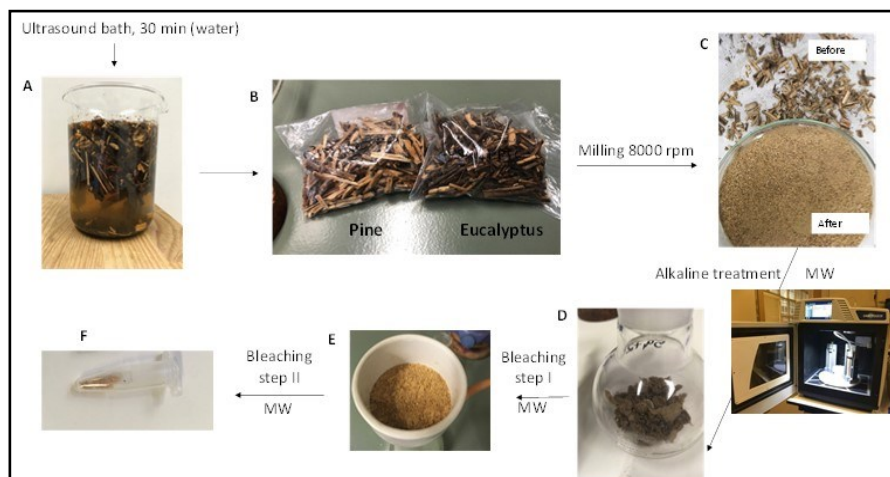 Ultrasound bath, 30 min (water)
A
B
C
Before
Milling 8000 rpm
Pine
Eucalyptus
After
Alkaline treatment
MW
F
E
D
Bleaching
step II
MW
Bleaching
step I
MW